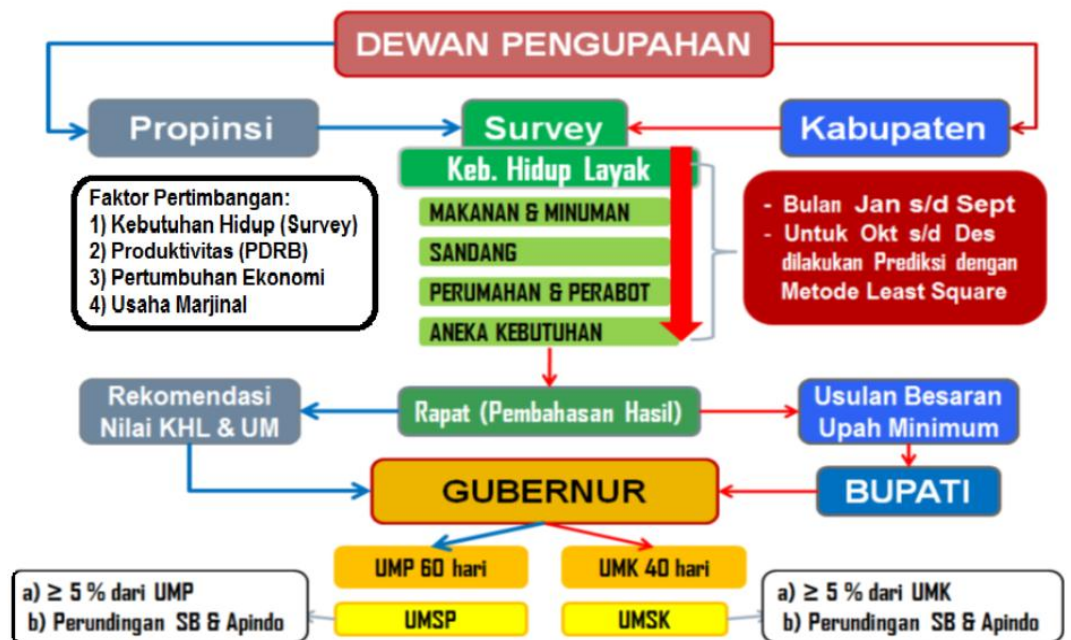 DEWAN PENGUPAHAN
Propinsi
Survey
Kabupaten
Keb. Hidup Layak
Faktor Pertimbangan:
1) Kebutuhan Hidup (Survey)
2) Produktivitas (PDRB)
3) Pertumbuhan Ekonomi
4) Usaha Marjinal
MAKANAN & MINUMAN
SANDANG
PERUMAHAN & PERABOT
ANEKA KEBUTUHAN
- Bulan Jan s/d Sept
- Untuk Okt s/d Des
dilakukan Prediksi dengan
Metode Least Square
Rekomendasi
Nilai KHL & UM
Rapat (Pembahasan Hasil)
Usulan Besaran
Upah Minimum
GUBERNUR
BUPATI
UMP 60 hari
UMK 40 hari
a) ≥ 5 % dari UMP
b) Perundingan SB & Apindo
UMSP
UMSK
a) ≥ 5 % dari UMK
b) Perundingan SB & Apindo